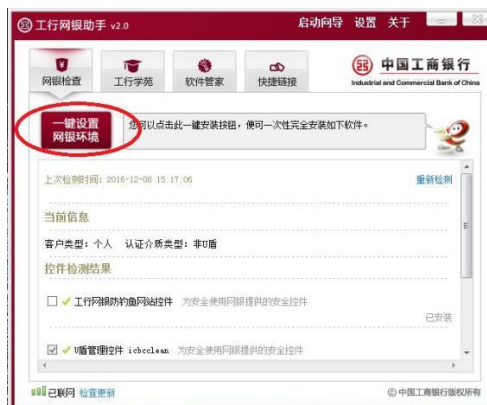 工行网银助手 v2.0
启动向导 设置 关于
网银检查 工行学苑 软件管家 快捷链接
中国工商银行
Industrial and Commercial Bank of China
一键设置
网银环境
您可以点击此一键安装按钮，便可一次性完全安装如下软件。
上次检测时间：2016-12-08 15:17:06
重新检测
当前信息
客户类型：个人 认证介质类型：非U盾
控件检测结果
工行网银防钓鱼网站控件 为安全使用网银提供的安全控件
已安装
U盾管理控件 icbcclean 为安全使用网银提供的安全控件
已联网 检查更新
© 中国工商银行版权所有